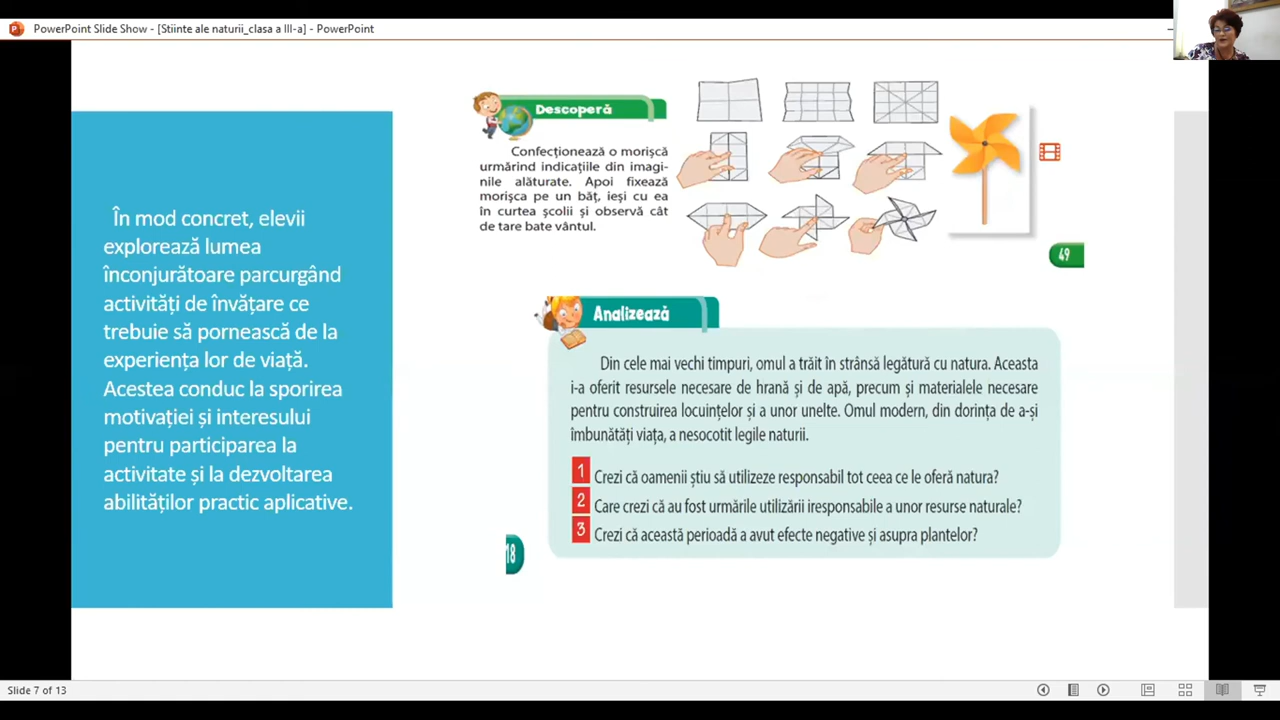 PowerPoint Slide Show - [Stiinte ale naturii_clasa a III-a] - PowerPoint
În mod concret, elevii
explorează lumea
înconjurătoare parcurgând
activități de învățare ce
trebuie să pornească de la
experiența lor de viață.
Acestea conduc la sporirea
motivației și interesului
pentru participarea la
activitate și la dezvoltarea
abilităților practic aplicative.
Descoperă
Confecționează o morișcă
urmărind indicațiile din imagi-
nile alăturate. Apoi fixează
morișca pe un băț, ieși cu ea
în curtea școlii și observă cât
de tare bate vântul.
49
Analizează
Din cele mai vechi timpuri, omul a trăit în strânsă legătură cu natura. Aceasta
i-a oferit resursele necesare de hrană și de apă, precum și materialele necesare
pentru construirea locuințelor și a unor unelte. Omul modern, din dorința de a-și
îmbunătăți viața, a nesocotit legile naturii.
1 Crezi că oamenii știu să utilizeze responsabil tot ceea ce le oferă natura?
2 Care crezi că au fost urmările utilizării iresponsabile a unor resurse naturale?
3 Crezi că această perioadă a avut efecte negative și asupra plantelor?
18
Slide 7 of 13